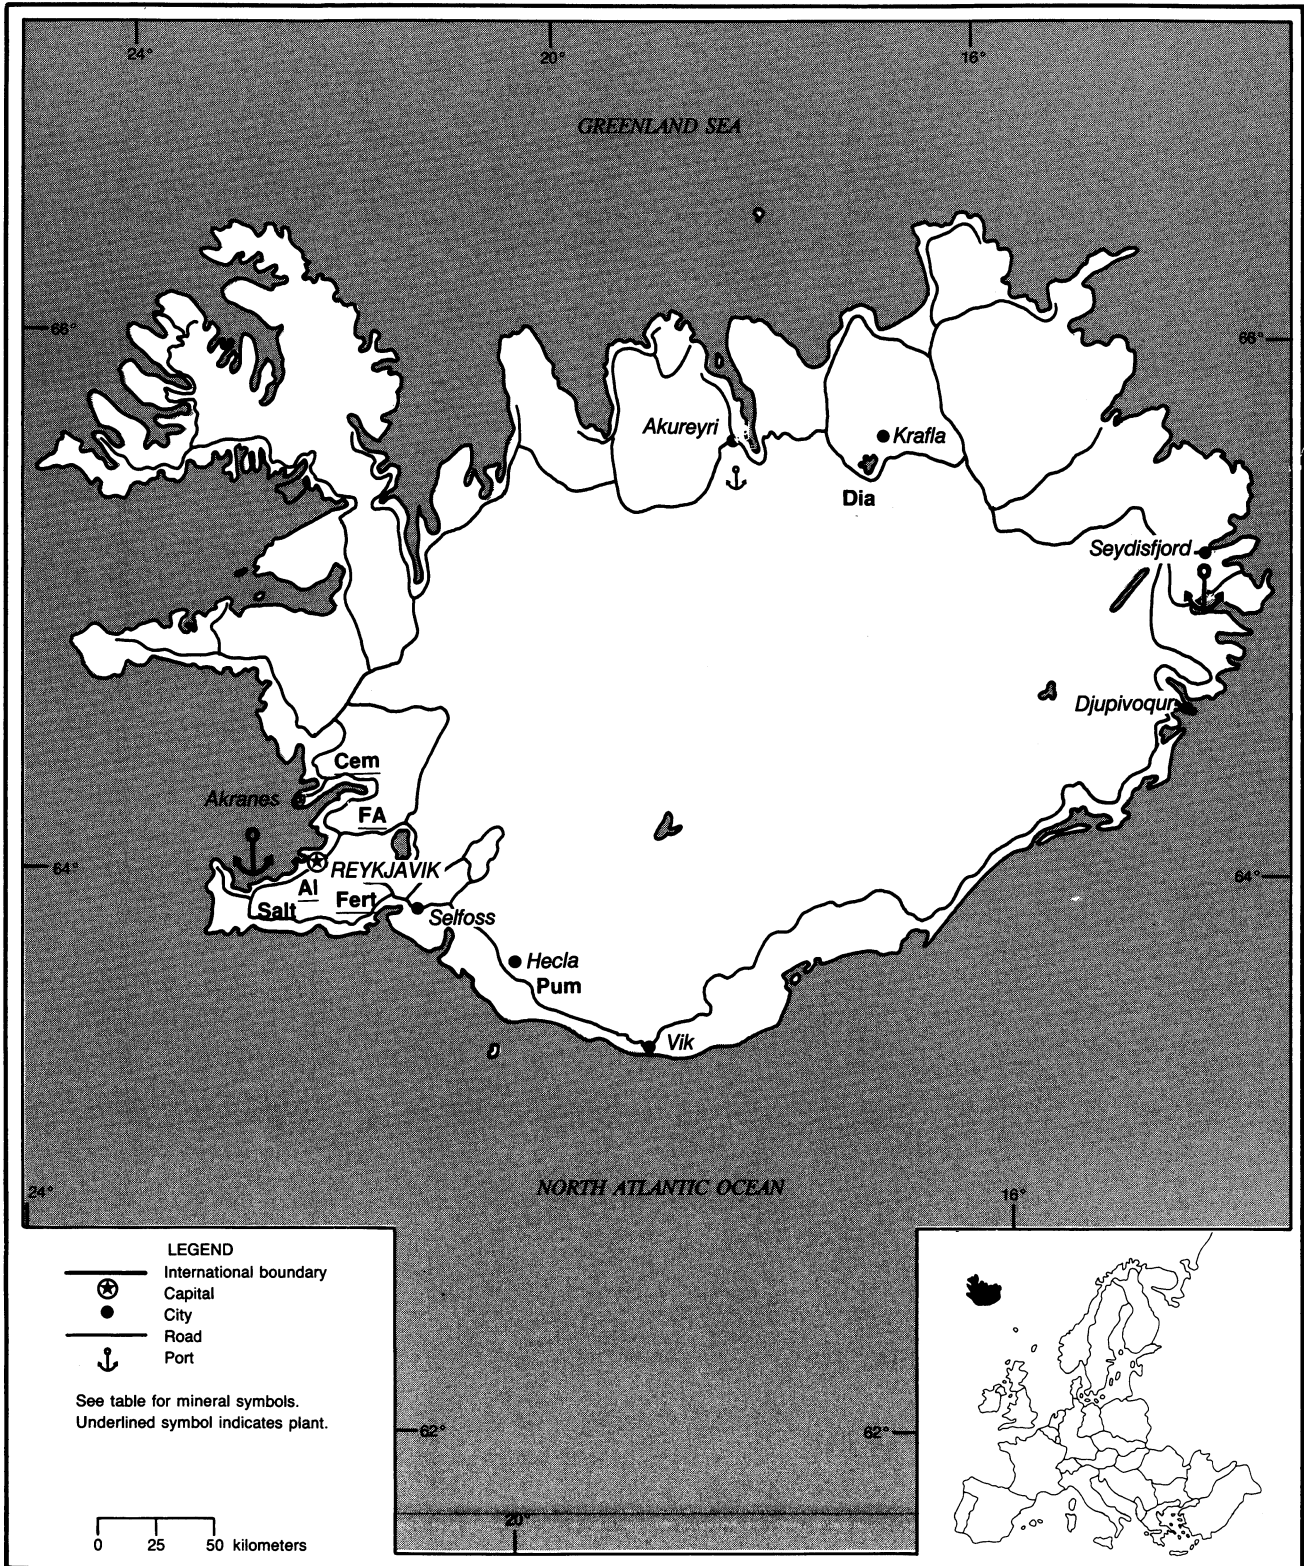 24°
20°
16°
GREENLAND SEA
66°
66°
Akureyri
Krafla
Dia
Seydisfjord
Djupivoqur
Cem
Akranes
FA
64°
REYKJAVIK
64°
Al
Salt
Fert
Selfoss
Hecla
Pum
Vik
24°
NORTH ATLANTIC OCEAN
16°
LEGEND
International boundary
Capital
City
Road
Port
See table for mineral symbols.
Underlined symbol indicates plant.
62°
62°
20°
0 25 50 kilometers